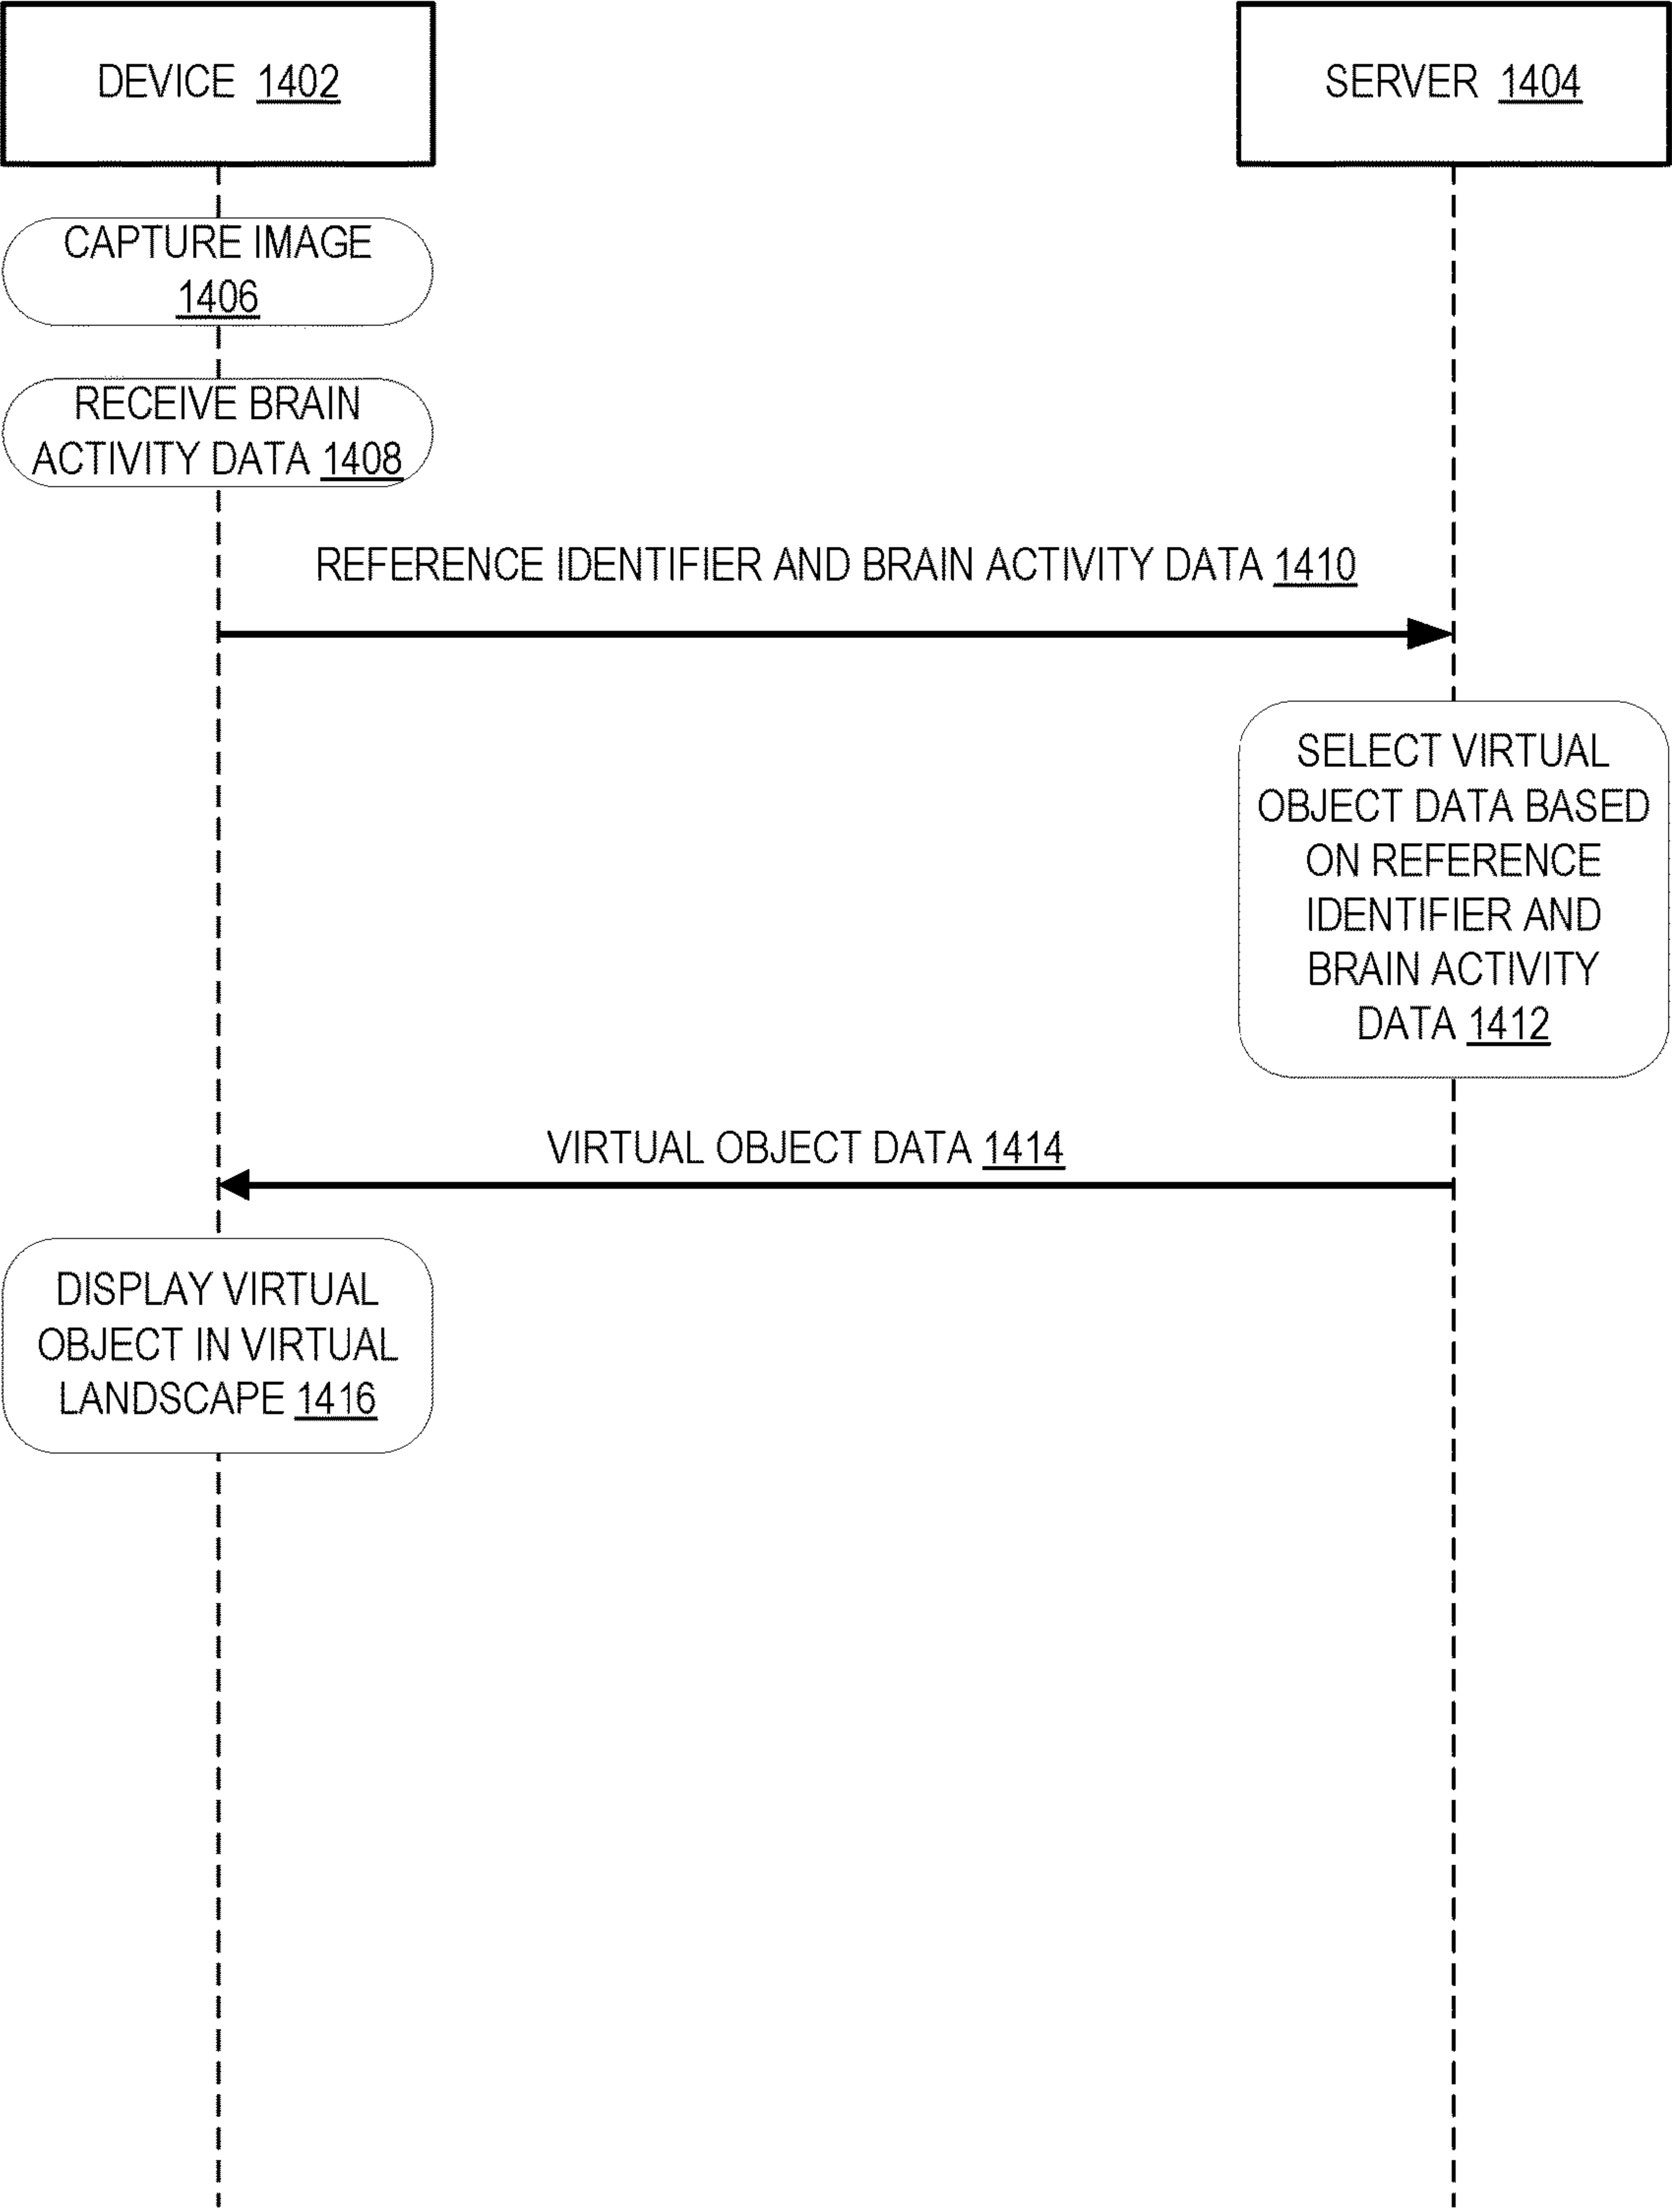 DEVICE 1402
SERVER 1404
CAPTURE IMAGE
1406
RECEIVE BRAIN
ACTIVITY DATA 1408
REFERENCE IDENTIFIER AND BRAIN ACTIVITY DATA 1410
SELECT VIRTUAL
OBJECT DATA BASED
ON REFERENCE
IDENTIFIER AND
BRAIN ACTIVITY
DATA 1412
VIRTUAL OBJECT DATA 1414
DISPLAY VIRTUAL
OBJECT IN VIRTUAL
LANDSCAPE 1416